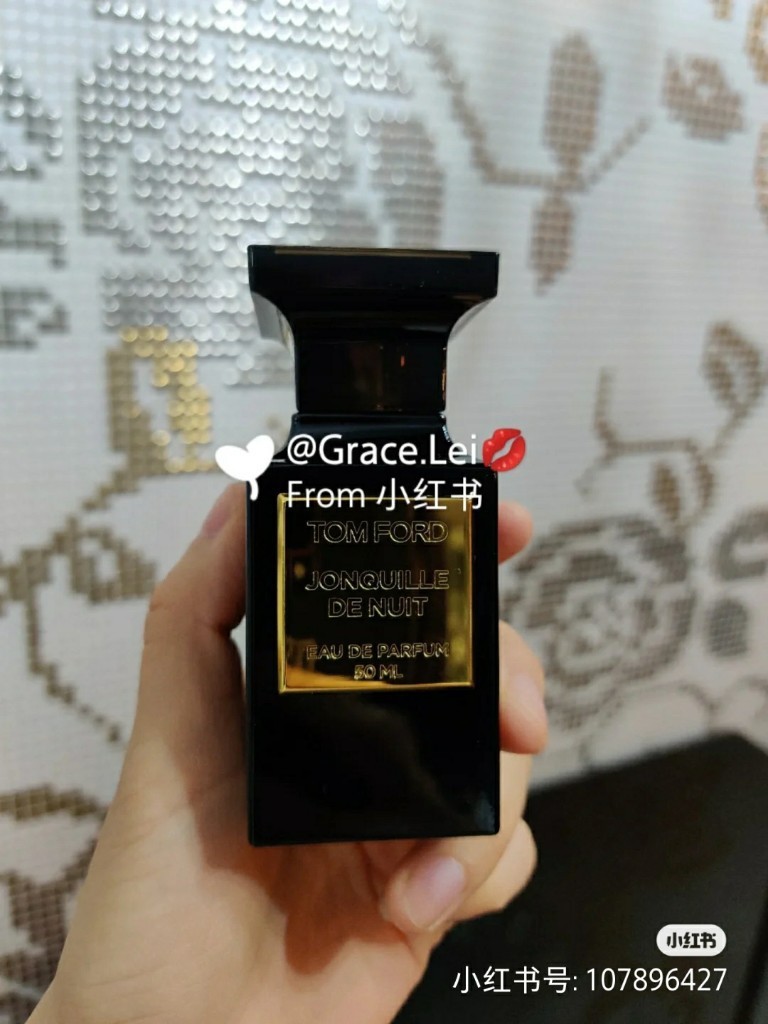 @Grace.Lei
From 小红书
TOM FORD
JONQUILLE
DE NUIT
EAU DE PARFUM
50 ML
小红书
小红书号: 107896427